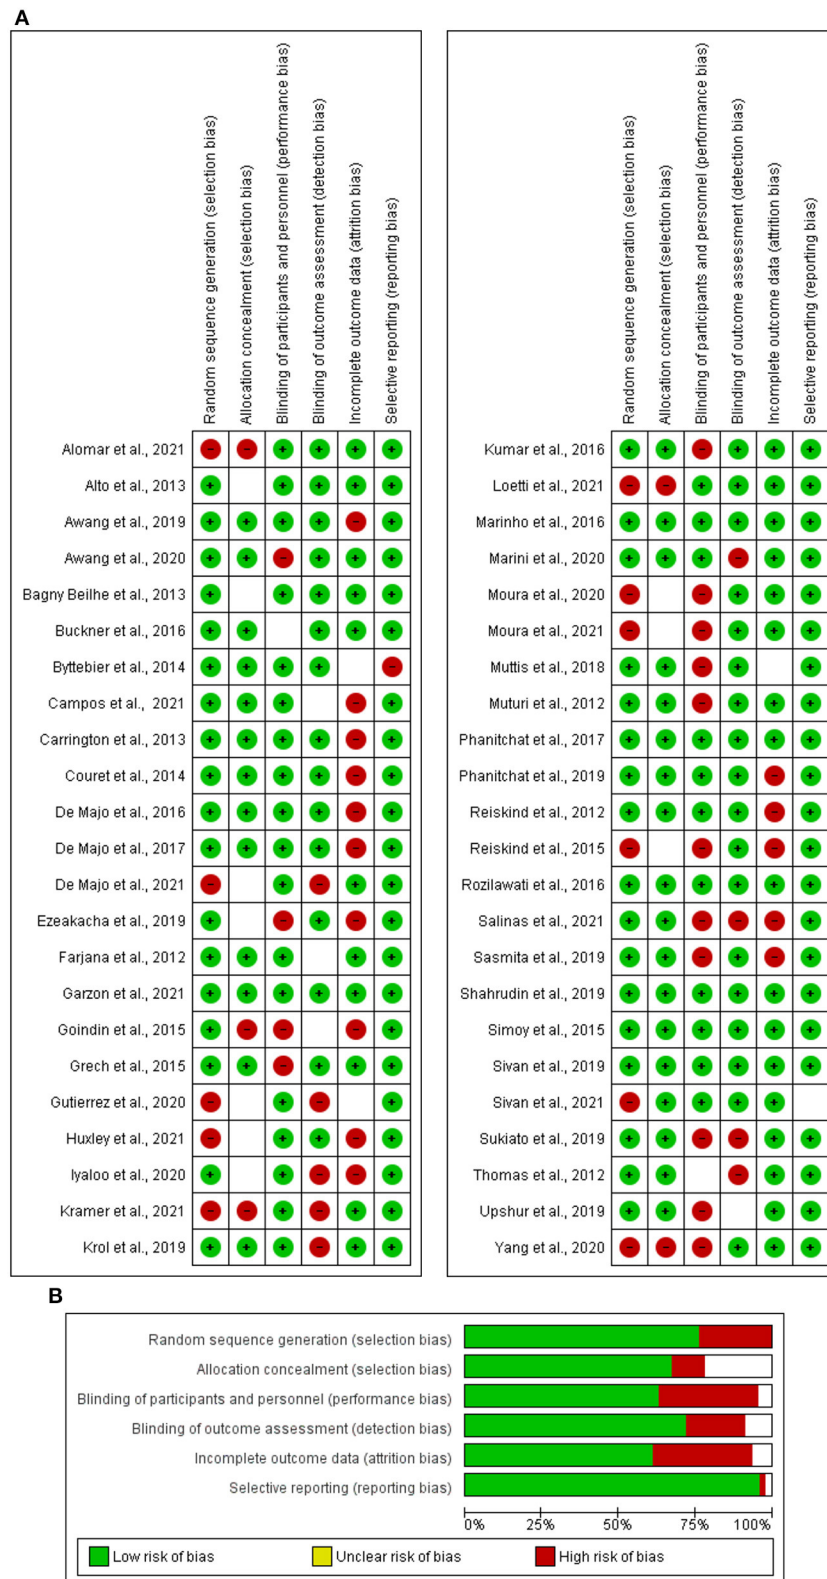 A
Random sequence generation (selection bias)
Allocation concealment (selection bias)
Blinding of participants and personnel (performance bias)
Blinding of outcome assessment (detection bias)
Incomplete outcome data (attrition bias)
Selective reporting (reporting bias)
Alomar et al., 2021
Alto et al., 2013
Awang et al., 2019
Awang et al., 2020
Bagny Beilhe et al., 2013
Buckner et al., 2016
Byttebier et al., 2014
Campos et al., 2021
Carrington et al., 2013
Couret et al., 2014
De Majo et al., 2016
De Majo et al., 2017
De Majo et al., 2021
Ezeakacha et al., 2019
Farjana et al., 2012
Garzon et al., 2021
Goindin et al., 2015
Grech et al., 2015
Gutierrez et al., 2020
Huxley et al., 2021
Iyaloo et al., 2020
Kramer et al., 2021
Krol et al., 2019
Random sequence generation (selection bias)
Allocation concealment (selection bias)
Blinding of participants and personnel (performance bias)
Blinding of outcome assessment (detection bias)
Incomplete outcome data (attrition bias)
Selective reporting (reporting bias)
Kumar et al., 2016
Loetti et al., 2021
Marinho et al., 2016
Marini et al., 2020
Moura et al., 2020
Moura et al., 2021
Muttis et al., 2018
Muturi et al., 2012
Phanitchat et al., 2017
Phanitchat et al., 2019
Reiskind et al., 2012
Reiskind et al., 2015
Rozilawati et al., 2016
Salinas et al., 2021
Sasmita et al., 2019
Shahrudin et al., 2019
Simoy et al., 2015
Sivan et al., 2019
Sivan et al., 2021
Sukiato et al., 2019
Thomas et al., 2012
Upshur et al., 2019
Yang et al., 2020
B
Random sequence generation (selection bias)
Allocation concealment (selection bias)
Blinding of participants and personnel (performance bias)
Blinding of outcome assessment (detection bias)
Incomplete outcome data (attrition bias)
Selective reporting (reporting bias)
0% 25% 50% 75% 100%
Low risk of bias Unclear risk of bias High risk of bias